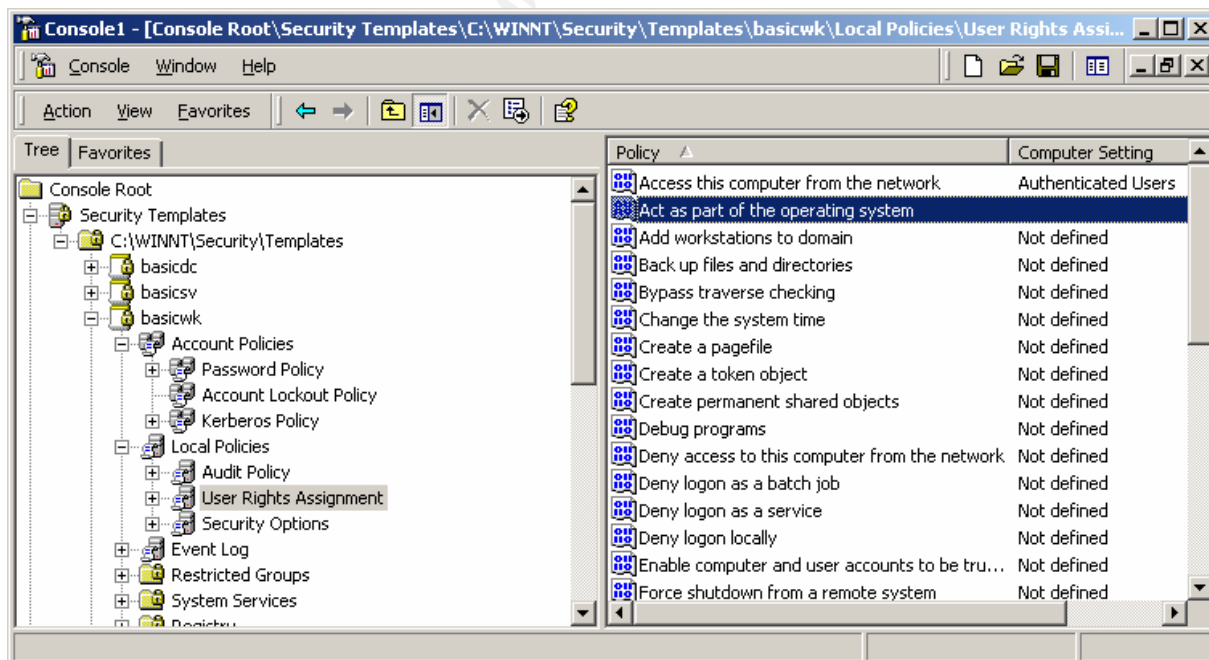 Console1 - [Console Root\Security Templates\C:\WINNT\Security\Templates\basicwk\Local Policies\User Rights Assi...
Console Window Help
Action View Favorites
Tree Favorites
Console Root
Security Templates
C:\WINNT\Security\Templates
basicdc
basicsv
basicwk
Account Policies
Password Policy
Account Lockout Policy
Kerberos Policy
Local Policies
Audit Policy
User Rights Assignment
Security Options
Event Log
Restricted Groups
System Services
Registry
Policy Computer Setting
Access this computer from the network Authenticated Users
Act as part of the operating system
Add workstations to domain Not defined
Back up files and directories Not defined
Bypass traverse checking Not defined
Change the system time Not defined
Create a pagefile Not defined
Create a token object Not defined
Create permanent shared objects Not defined
Debug programs Not defined
Deny access to this computer from the network Not defined
Deny logon as a batch job Not defined
Deny logon as a service Not defined
Deny logon locally Not defined
Enable computer and user accounts to be tru... Not defined
Force shutdown from a remote system Not defined